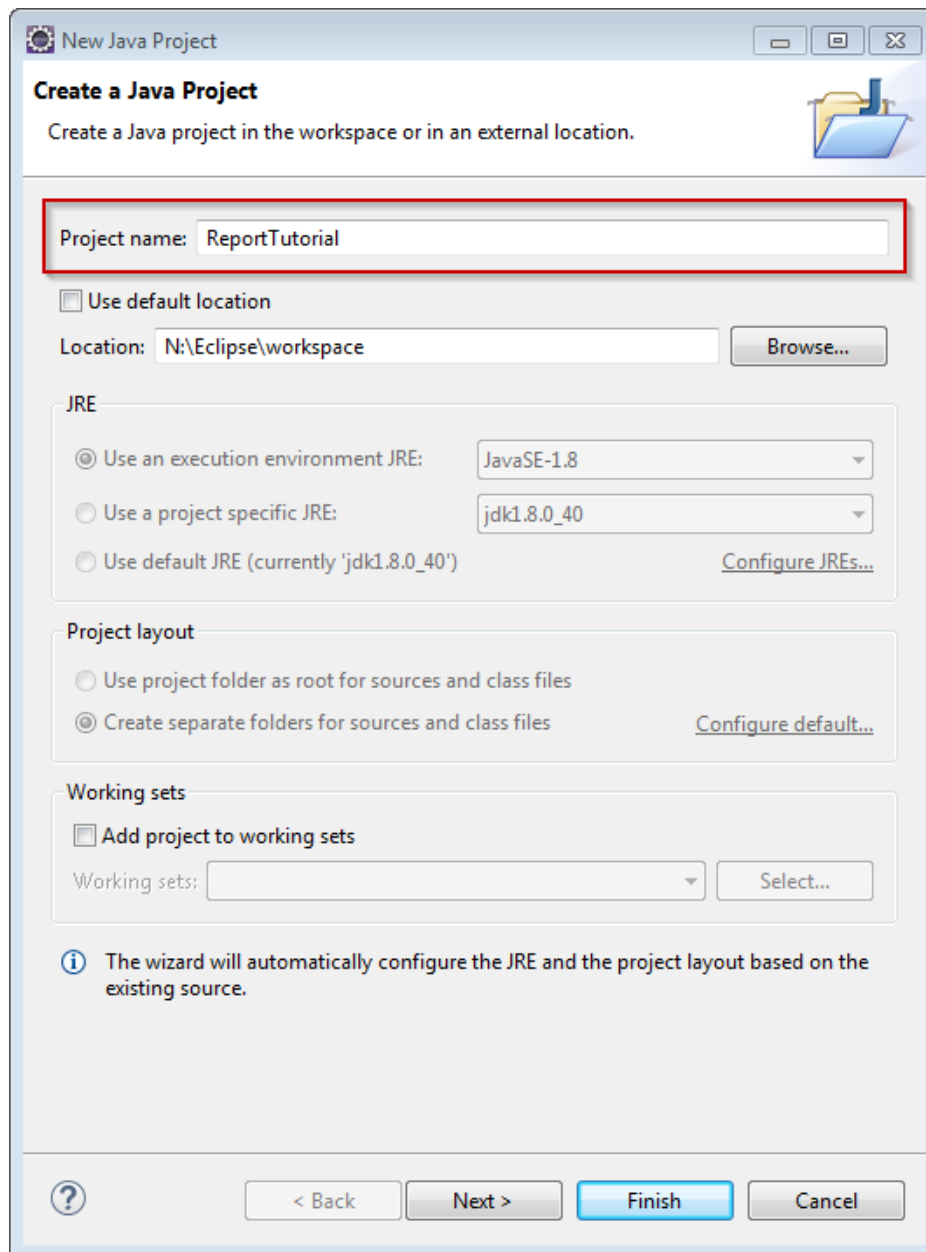 New Java Project
Create a Java Project
Create a Java project in the workspace or in an external location.
Project name: ReportTutorial
Use default location
Location: N:\Eclipse\workspace Browse...
JRE
Use an execution environment JRE: JavaSE-1.8
Use a project specific JRE: jdk1.8.0_40
Use default JRE (currently 'jdk1.8.0_40') Configure JREs...
Project layout
Use project folder as root for sources and class files
Create separate folders for sources and class files Configure default...
Working sets
Add project to working sets
Working sets: Select...
The wizard will automatically configure the JRE and the project layout based on the
existing source.
? < Back Next > Finish Cancel